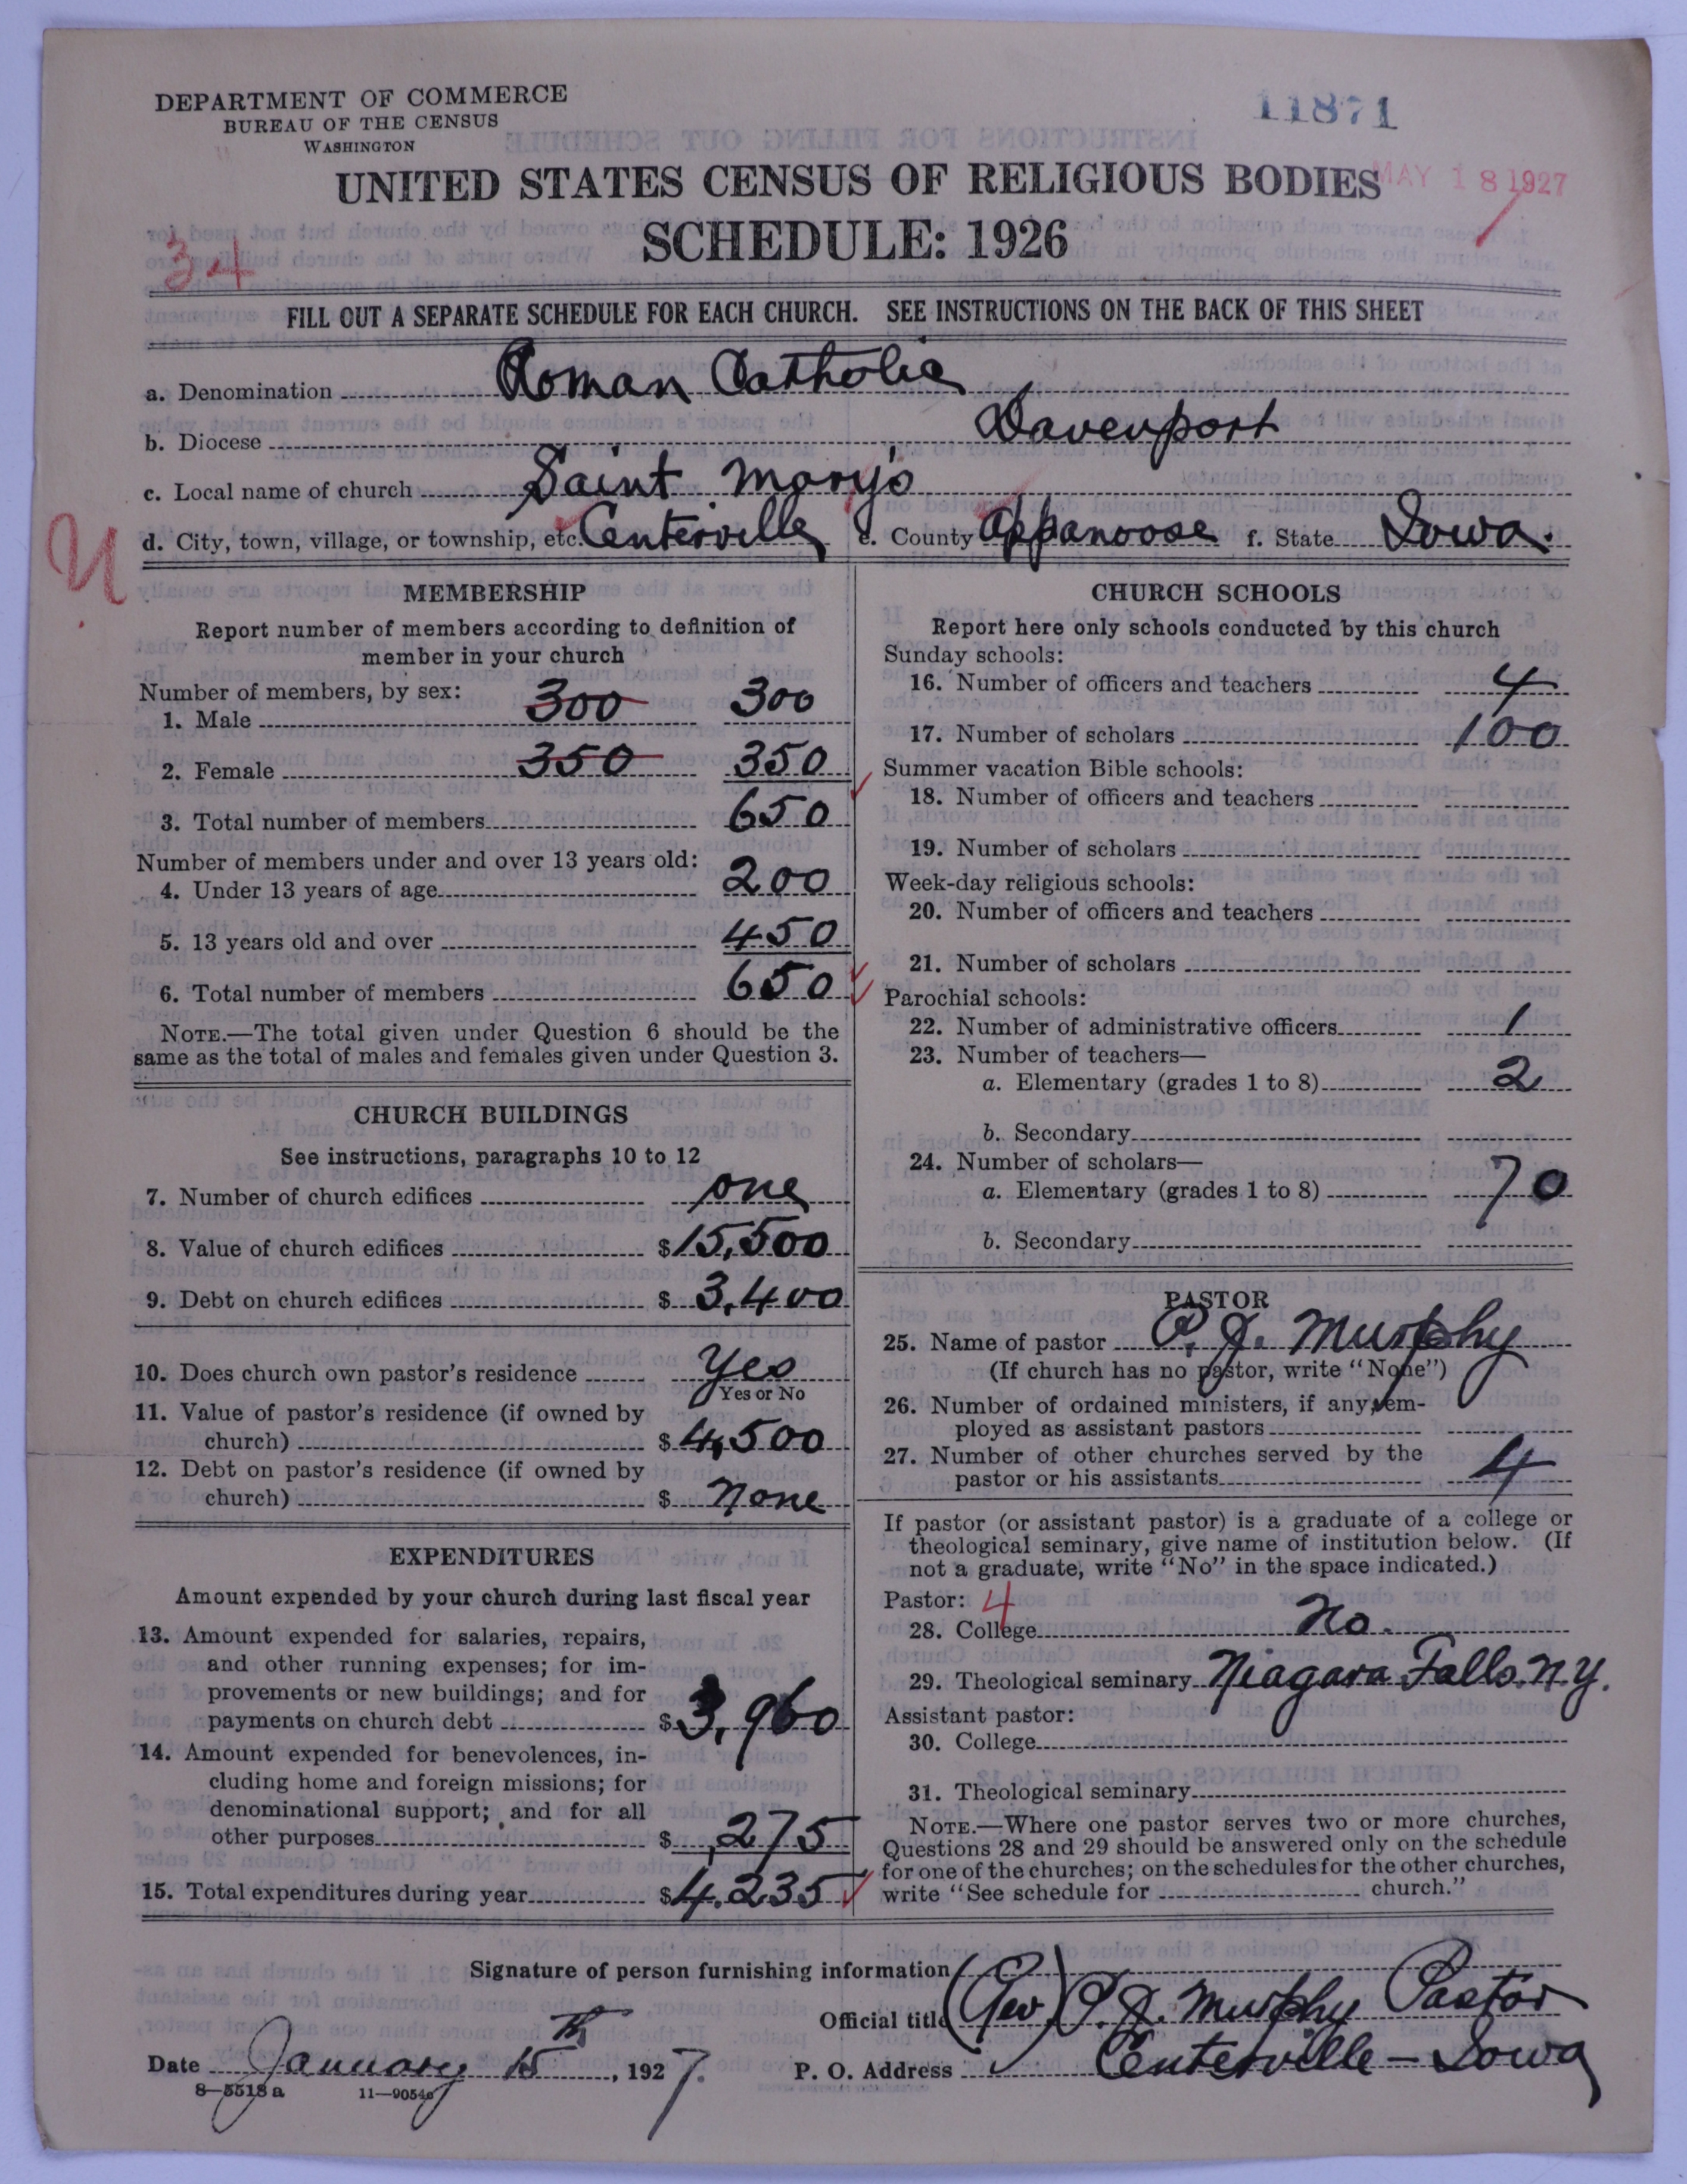 DEPARTMENT OF COMMERCE
BUREAU OF THE CENSUS
WASHINGTON
11871
UNITED STATES CENSUS OF RELIGIOUS BODIES
MAY 18 1927
SCHEDULE: 1926
34
FILL OUT A SEPARATE SCHEDULE FOR EACH CHURCH. SEE INSTRUCTIONS ON THE BACK OF THIS SHEET
a. Denomination Roman Catholic
b. Diocese Davenport
c. Local name of church Saint Mary's
d. City, town, village, or township, etc. Centerville e. County Appanoose f. State Iowa.
U
MEMBERSHIP
Report number of members according to definition of
member in your church
Number of members, by sex:
1. Male 300 300
2. Female 350 350
3. Total number of members 650
Number of members under and over 13 years old:
4. Under 13 years of age 200
5. 13 years old and over 450
6. Total number of members 650
NOTE.—The total given under Question 6 should be the
same as the total of males and females given under Question 3.
CHURCH BUILDINGS
See instructions, paragraphs 10 to 12
7. Number of church edifices one
8. Value of church edifices $15,500
9. Debt on church edifices $3,400
10. Does church own pastor's residence Yes
Yes or No
11. Value of pastor's residence (if owned by
church) $4,500
12. Debt on pastor's residence (if owned by
church) $ None
EXPENDITURES
Amount expended by your church during last fiscal year
13. Amount expended for salaries, repairs,
and other running expenses; for im-
provements or new buildings; and for
payments on church debt $3,960
14. Amount expended for benevolences, in-
cluding home and foreign missions; for
denominational support; and for all
other purposes $ 275
15. Total expenditures during year $4.235
CHURCH SCHOOLS
Report here only schools conducted by this church
Sunday schools:
16. Number of officers and teachers 4
17. Number of scholars 100
Summer vacation Bible schools:
18. Number of officers and teachers
19. Number of scholars
Week-day religious schools:
20. Number of officers and teachers
21. Number of scholars
Parochial schools:
22. Number of administrative officers 1
23. Number of teachers—
a. Elementary (grades 1 to 8) 2
b. Secondary
24. Number of scholars—
a. Elementary (grades 1 to 8) 70
b. Secondary
PASTOR
25. Name of pastor P. J. Murphy
(If church has no pastor, write "None")
26. Number of ordained ministers, if any, em-
ployed as assistant pastors
27. Number of other churches served by the
pastor or his assistants 4
If pastor (or assistant pastor) is a graduate of a college or
theological seminary, give name of institution below. (If
not a graduate, write "No" in the space indicated.)
Pastor: 4
28. College No.
29. Theological seminary Niagara Falls. N.Y.
Assistant pastor:
30. College
31. Theological seminary
NOTE.—Where one pastor serves two or more churches,
Questions 28 and 29 should be answered only on the schedule
for one of the churches; on the schedules for the other churches,
write "See schedule for church."
Signature of person furnishing information
Official title (Rev.) P. J. Murphy Pastor
Date January 15th, 1927. P. O. Address Centerville - Iowa
8—5518 a 11—9054